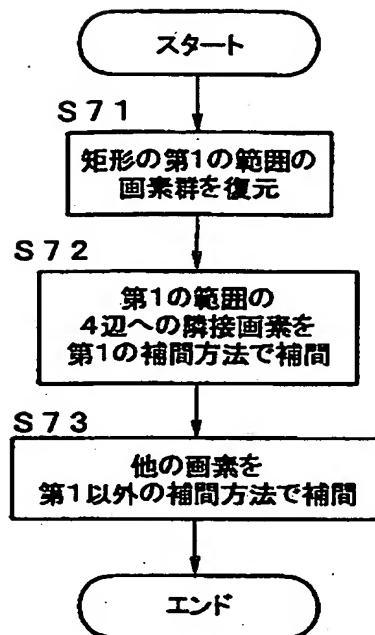 スタート
S71
矩形の第1の範囲の
画素群を復元
S72
第1の範囲の
4辺への隣接画素を
第1の補間方法で補間
S73
他の画素を
第1以外の補間方法で補間
エンド